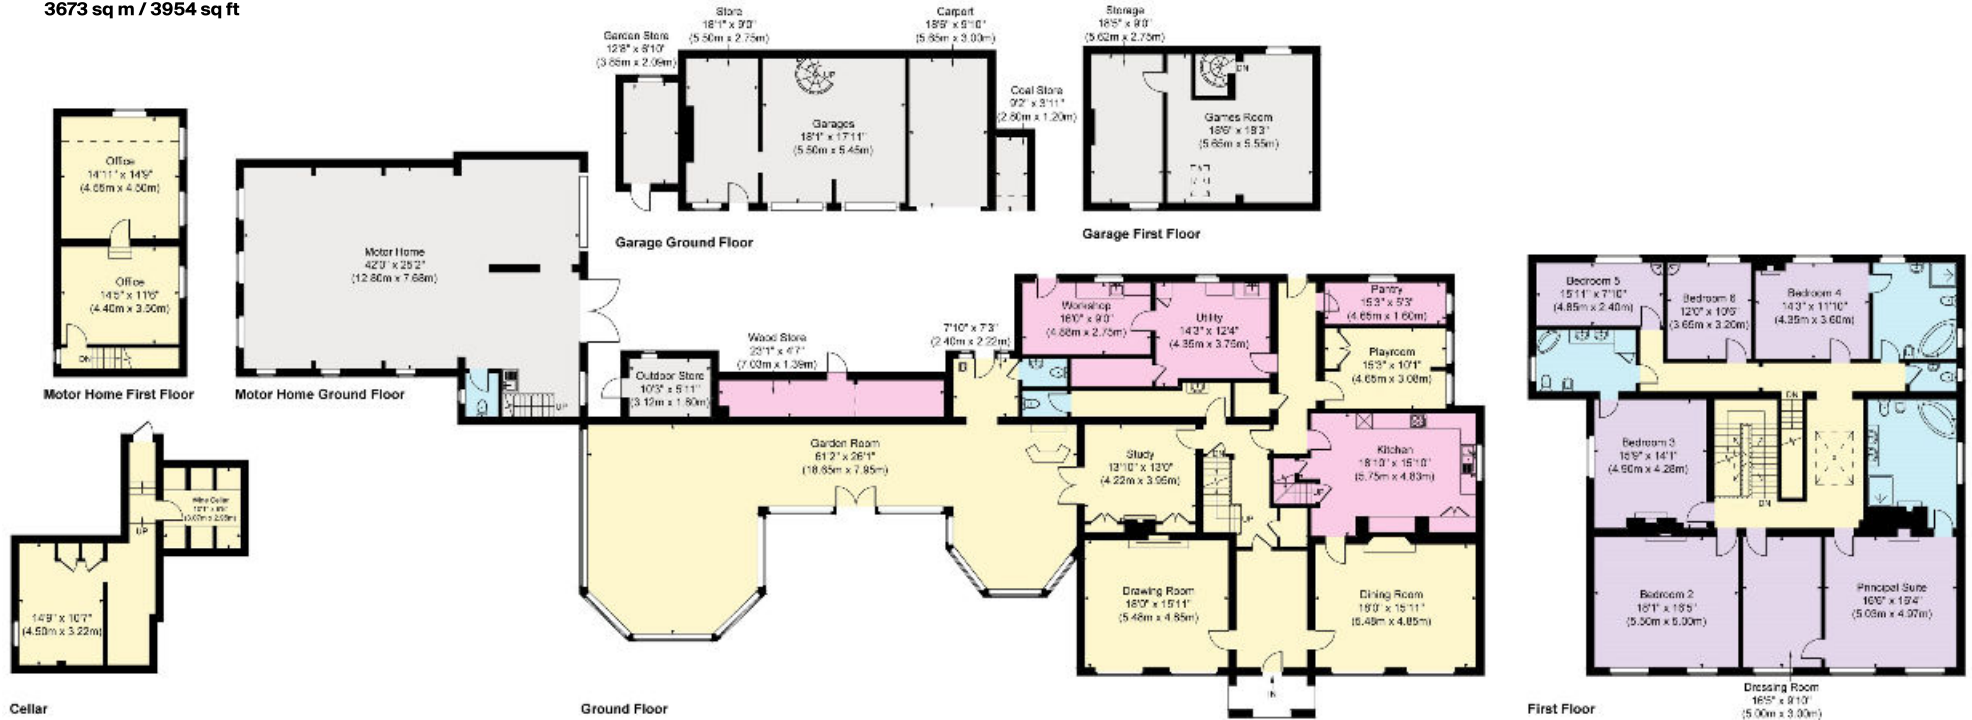 3673 sq m / 3954 sq ft
Store
18'1" x 9'0"
(5.50m x 2.75m)
Carport
18'6" x 9'10"
(5.65m x 3.00m)
Storage
18'5" x 9'0"
(5.62m x 2.75m)
Garden Store
12'8" x 6'10"
(3.85m x 2.09m)
UP
DN
Coal Store
9'2" x 3'11"
(2.80m x 1.20m)
Garages
18'1" x 17'11"
(5.50m x 5.45m)
Games Room
18'6" x 18'3"
(5.65m x 5.55m)
Garage Ground Floor
Garage First Floor
Office
14'11" x 14'9"
(4.55m x 4.50m)
Office
14'5" x 11'6"
(4.40m x 3.50m)
DN
Motor Home First Floor
Motor Home
42'0" x 25'2"
(12.80m x 7.68m)
UP
Motor Home Ground Floor
Outdoor Store
10'3" x 5'11"
(3.12m x 1.80m)
Wood Store
23'1" x 4'7"
(7.03m x 1.39m)
7'10" x 7'3"
(2.40m x 2.22m)
Workshop
16'0" x 9'0"
(4.88m x 2.75m)
Utility
14'3" x 12'4"
(4.35m x 3.75m)
Pantry
15'3" x 5'3"
(4.65m x 1.60m)
Playroom
15'3" x 10'1"
(4.65m x 3.08m)
Garden Room
61'2" x 26'1"
(18.65m x 7.95m)
Study
13'10" x 13'0"
(4.22m x 3.95m)
DN
UP
Kitchen
18'10" x 15'10"
(5.75m x 4.83m)
Drawing Room
18'0" x 15'11"
(5.48m x 4.85m)
Dining Room
18'0" x 15'11"
(5.48m x 4.85m)
IN
Ground Floor
UP
Wine Cellar
14'9" x 10'7"
(4.50m x 3.22m)
Cellar
Bedroom 5
15'11" x 7'10"
(4.85m x 2.40m)
Bedroom 6
12'0" x 10'6"
(3.65m x 3.20m)
Bedroom 4
14'3" x 11'10"
(4.35m x 3.60m)
DN
Bedroom 3
15'9" x 14'1"
(4.90m x 4.28m)
DN
Bedroom 2
18'1" x 16'5"
(5.50m x 5.00m)
Principal Suite
16'6" x 16'4"
(5.03m x 4.97m)
Dressing Room
16'5" x 9'10"
(5.00m x 3.00m)
First Floor